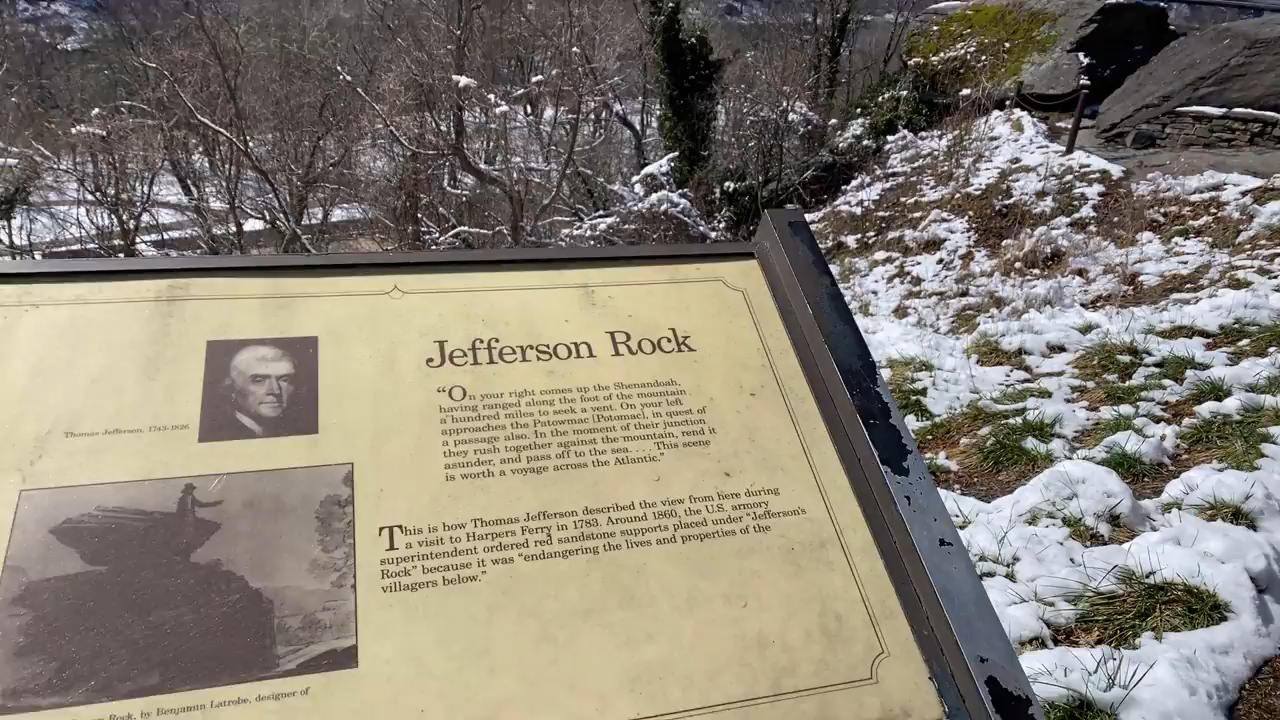 Jefferson Rock
"On your right comes up the Shenandoah,
having ranged along the foot of the mountain
a hundred miles to seek a vent. On your left
approaches the Patowmac [Potomac], in quest of
a passage also. In the moment of their junction
they rush together against the mountain, rend it
asunder, and pass off to the sea. . . . This scene
is worth a voyage across the Atlantic."
This is how Thomas Jefferson described the view from here during
a visit to Harpers Ferry in 1783. Around 1860, the U.S. armory
superintendent ordered red sandstone supports placed under "Jefferson's
Rock" because it was "endangering the lives and properties of the
villagers below."
Thomas Jefferson, 1743-1826
Rock, by Benjamin Latrobe, designer of